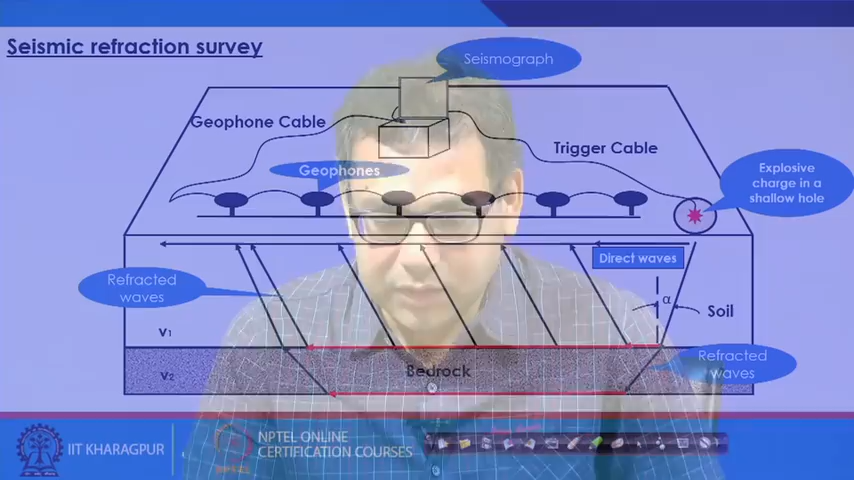 Seismic refraction survey
Seismograph
Geophone Cable
Trigger Cable
Geophones
Explosive
charge in a
shallow hole
Direct waves
Refracted
waves
α
Soil
v1
Refracted
waves
v2
Bedrock
IIT KHARAGPUR
NPTEL ONLINE
CERTIFICATION COURSES